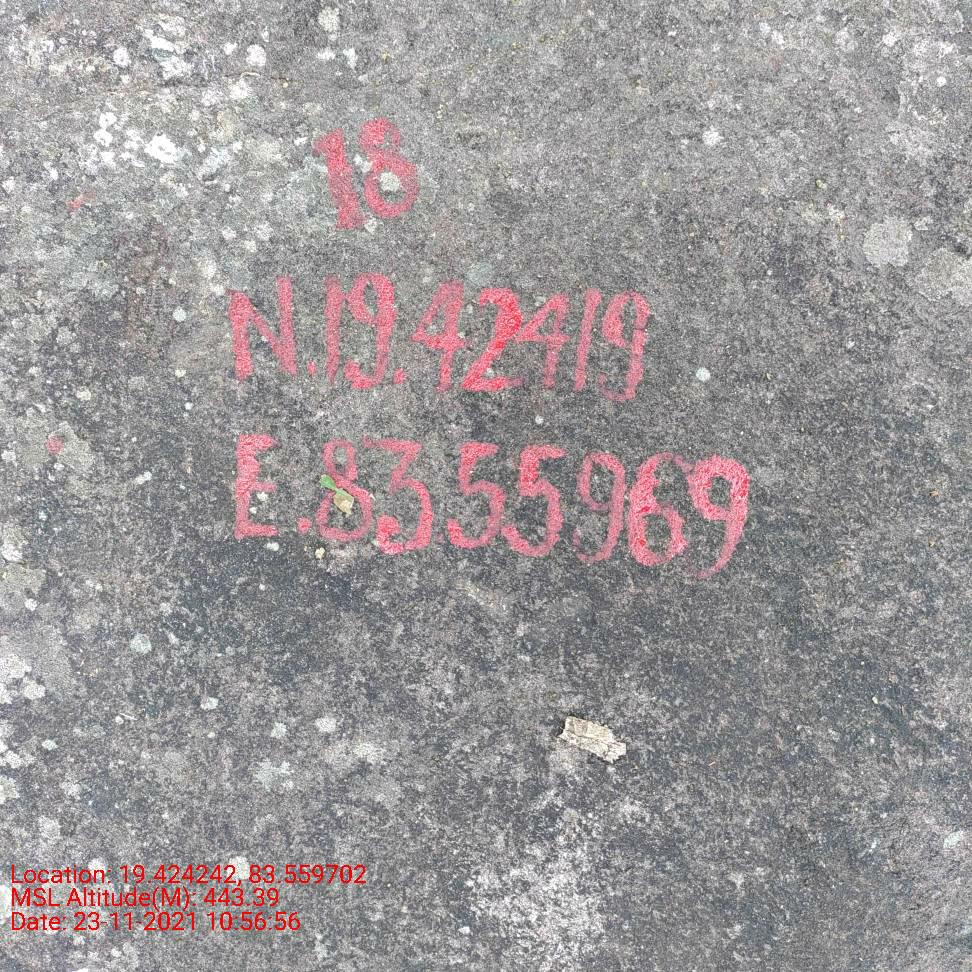 18
N.19.42419
E.83.55969
Location: 19.424242, 83.559702
MSL Altitude(M): 443.39
Date: 23-11-2021 10:56:56